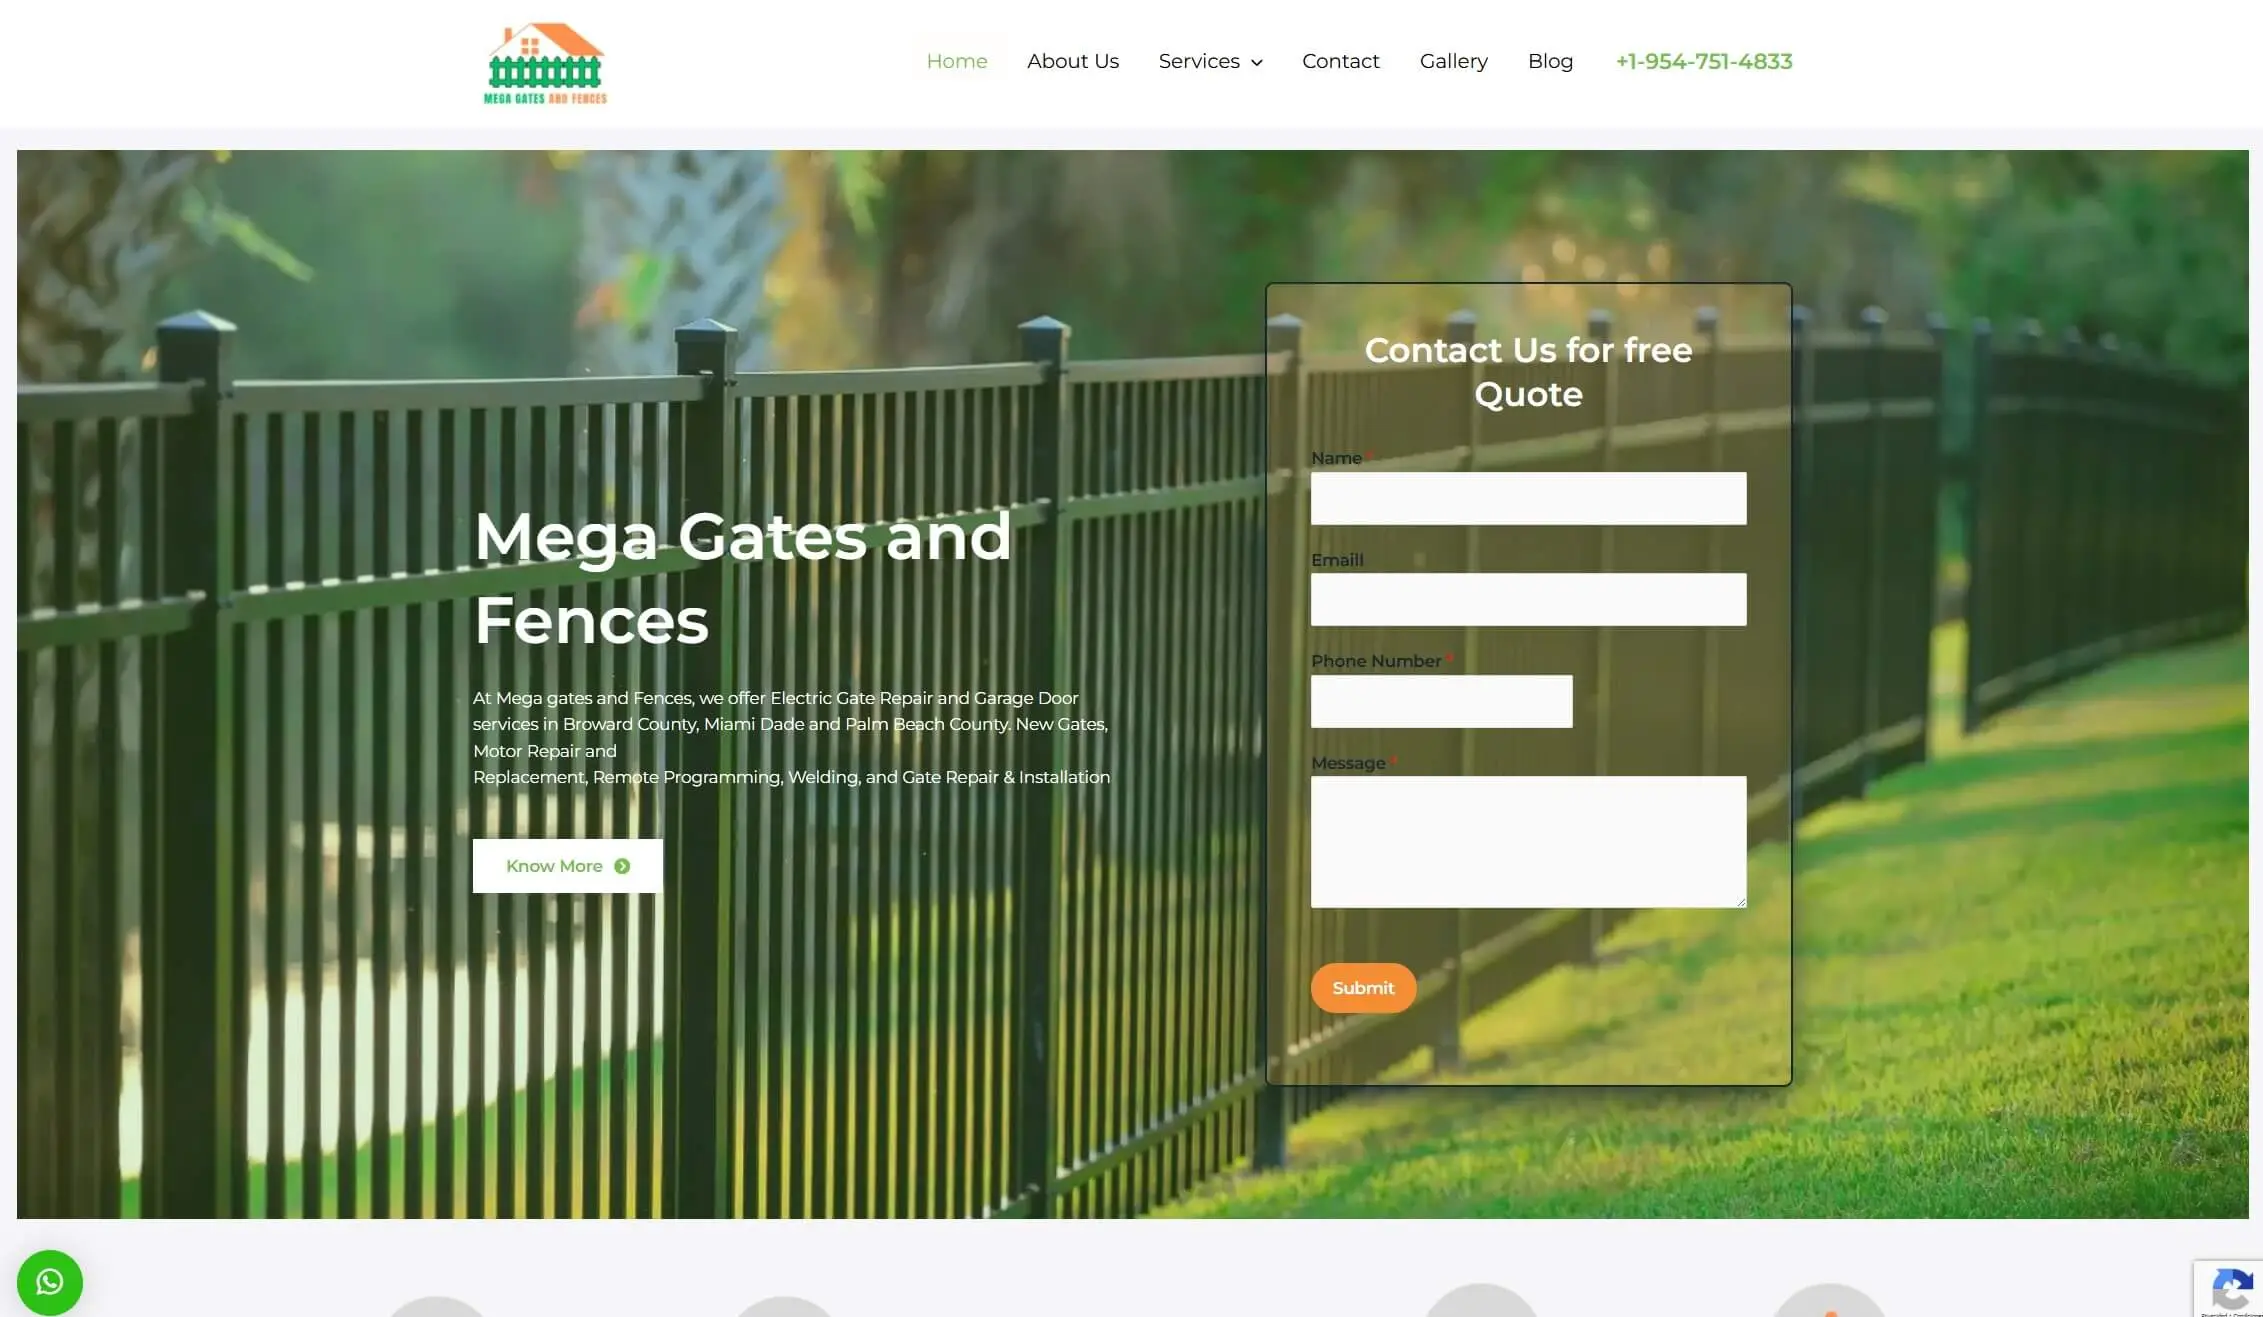 MEGA GATES AND FENCES
Home
About Us
Services
Contact
Gallery
Blog
+1-954-751-4833
Mega Gates and
Fences
At Mega gates and Fences, we offer Electric Gate Repair and Garage Door
services in Broward County, Miami Dade and Palm Beach County. New Gates,
Motor Repair and
Replacement, Remote Programming, Welding, and Gate Repair & Installation
Know More
Contact Us for free
Quote
Name *
Emaill
Phone Number *
Message *
Submit